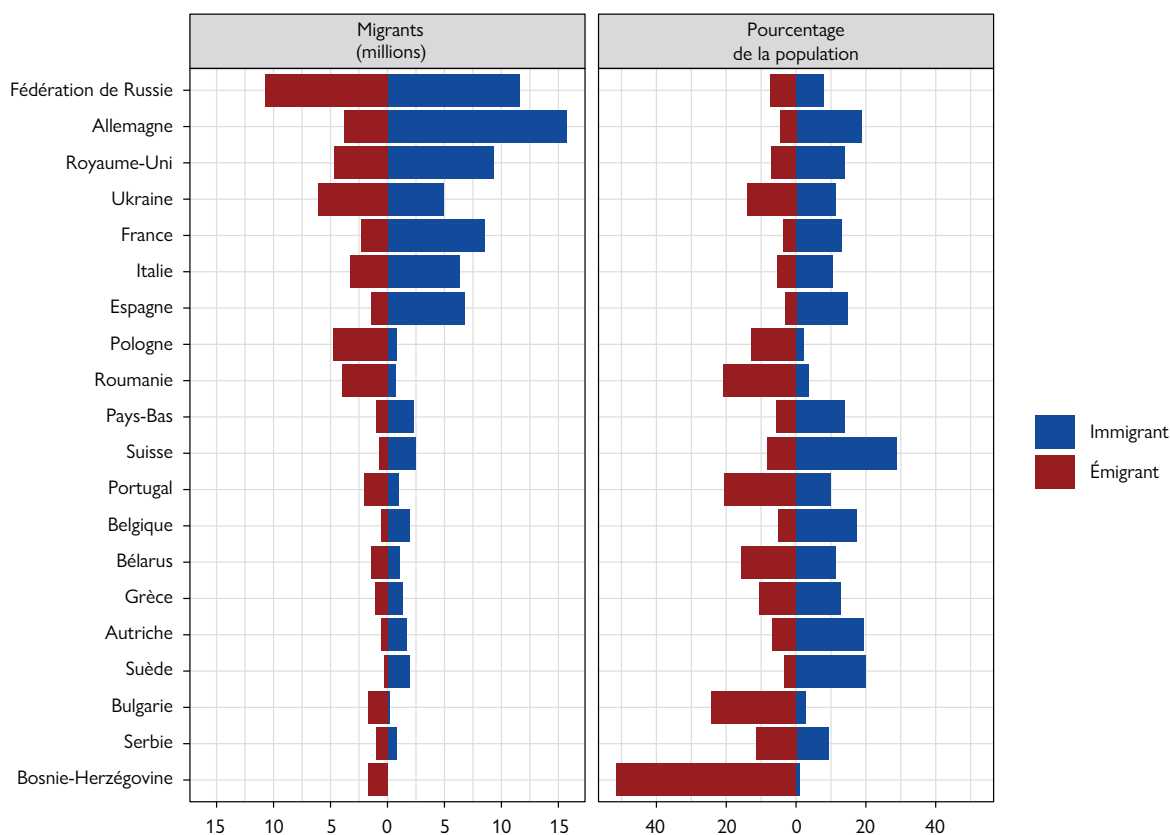 Migrants
(millions)
Pourcentage
de la population
Fédération de Russie
Allemagne
Royaume-Uni
Ukraine
France
Italie
Espagne
Pologne
Roumanie
Pays-Bas
Suisse
Portugal
Belgique
Bélarus
Grèce
Autriche
Suède
Bulgarie
Serbie
Bosnie-Herzégovine
Immigrant
Émigrant
15 10 5 0 5 10 15
40 20 0 20 40